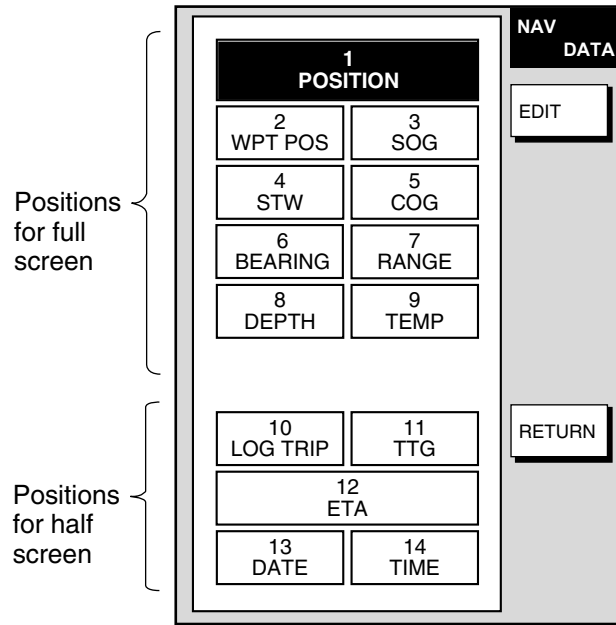 Positions
for full
screen
Positions
for half
screen
1
POSITION
2
WPT POS
3
SOG
4
STW
5
COG
6
BEARING
7
RANGE
8
DEPTH
9
TEMP
10
LOG TRIP
11
TTG
12
ETA
13
DATE
14
TIME
NAV
DATA
EDIT
RETURN